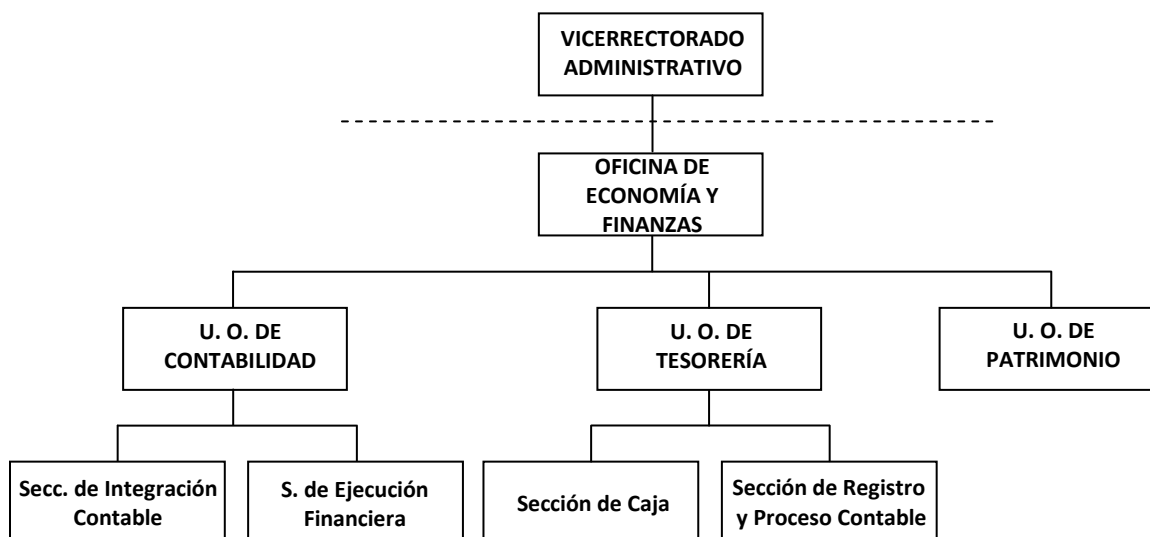 VICERRECTORADO
ADMINISTRATIVO
OFICINA DE
ECONOMÍA Y
FINANZAS
U. O. DE
CONTABILIDAD
U. O. DE
TESORERÍA
U. O. DE
PATRIMONIO
Secc. de Integración
Contable
S. de Ejecución
Financiera
Sección de Caja
Sección de Registro
y Proceso Contable